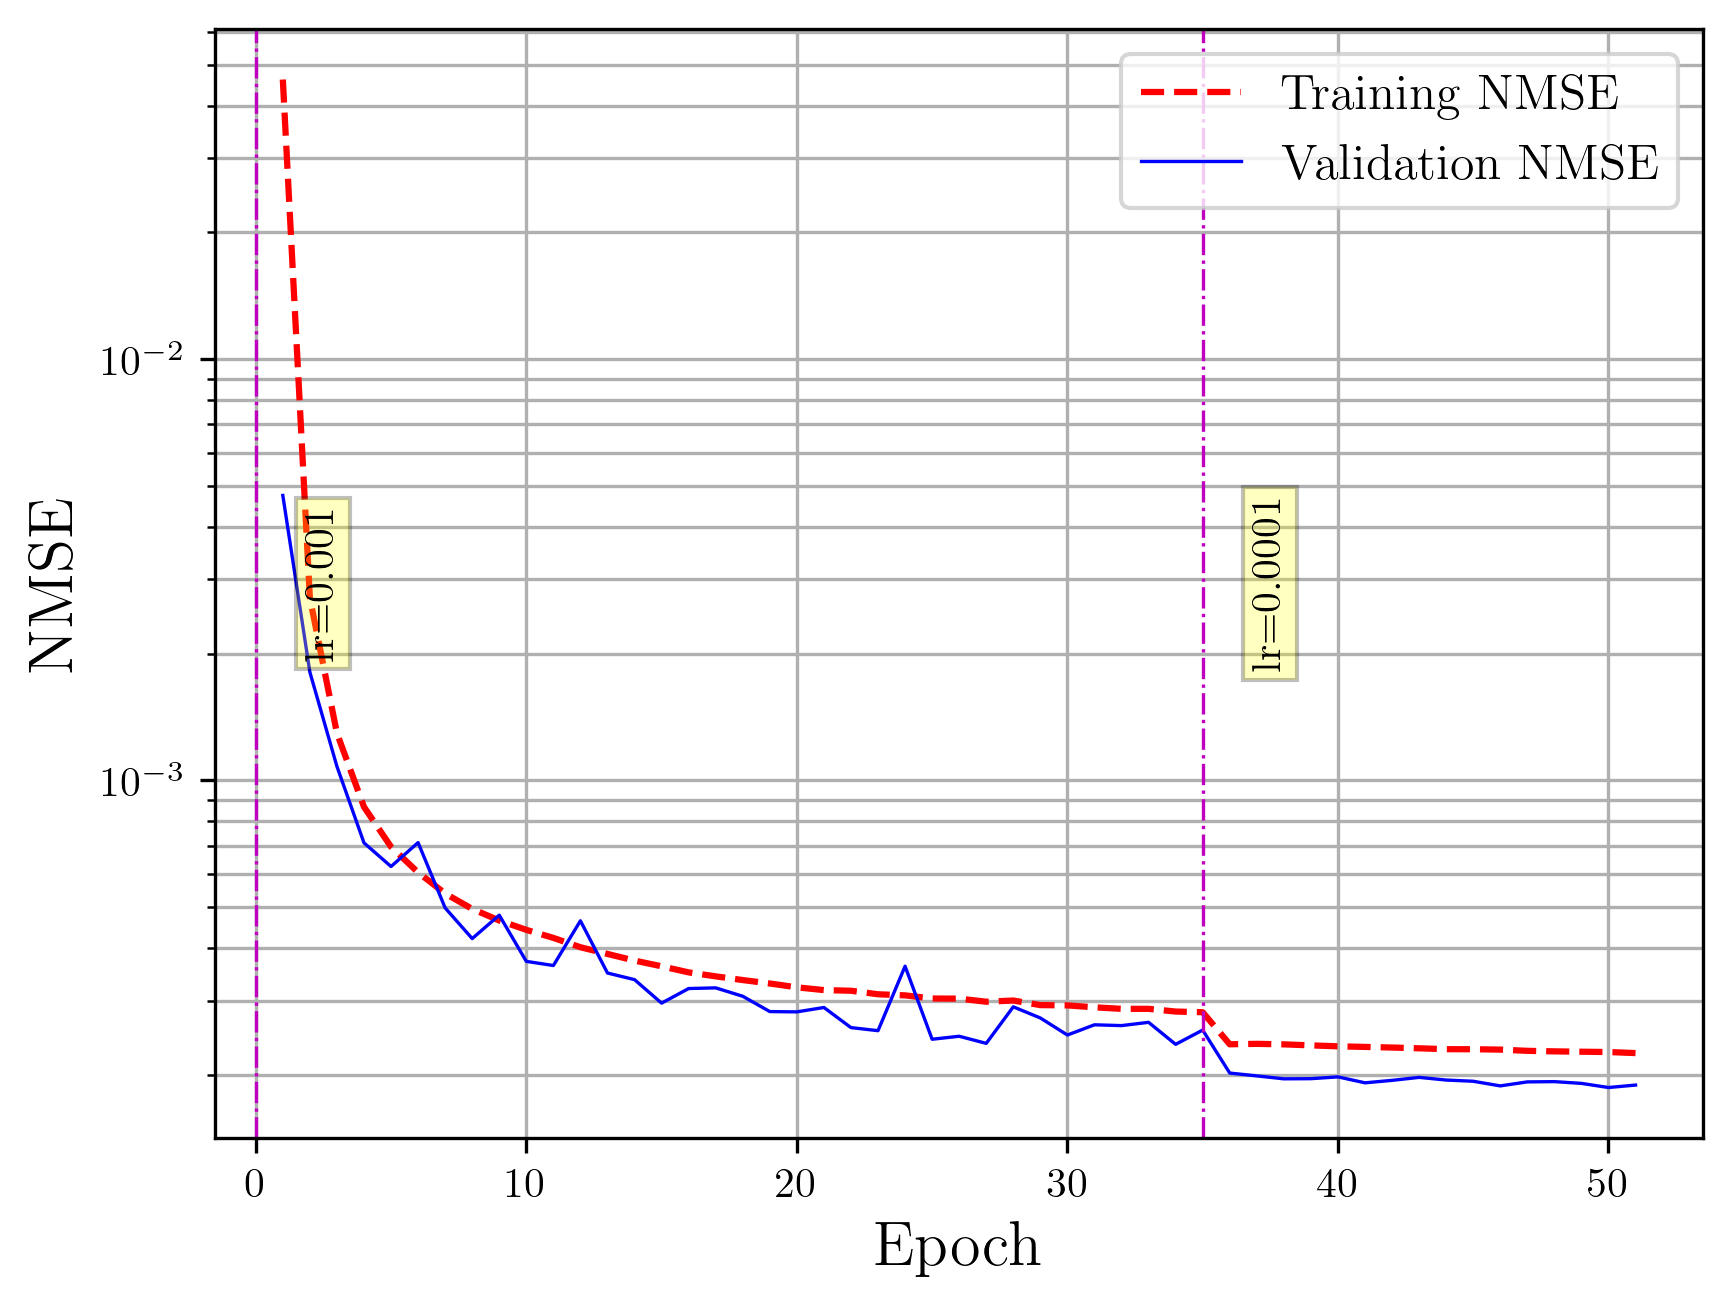 Training NMSE
Validation NMSE
NMSE
10⁻²
10⁻³
lr=0.001
lr=0.0001
0 10 20 30 40 50
Epoch